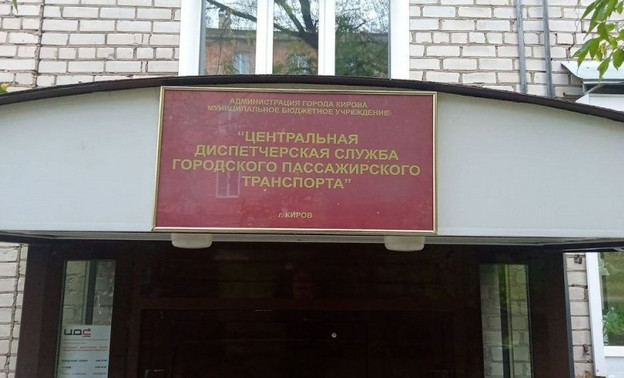 АДМИНИСТРАЦИЯ ГОРОДА КИРОВА
МУНИЦИПАЛЬНОЕ БЮДЖЕТНОЕ УЧРЕЖДЕНИЕ
"ЦЕНТРАЛЬНАЯ
ДИСПЕТЧЕРСКАЯ СЛУЖБА
ГОРОДСКОГО ПАССАЖИРСКОГО
ТРАНСПОРТА"
г. КИРОВ